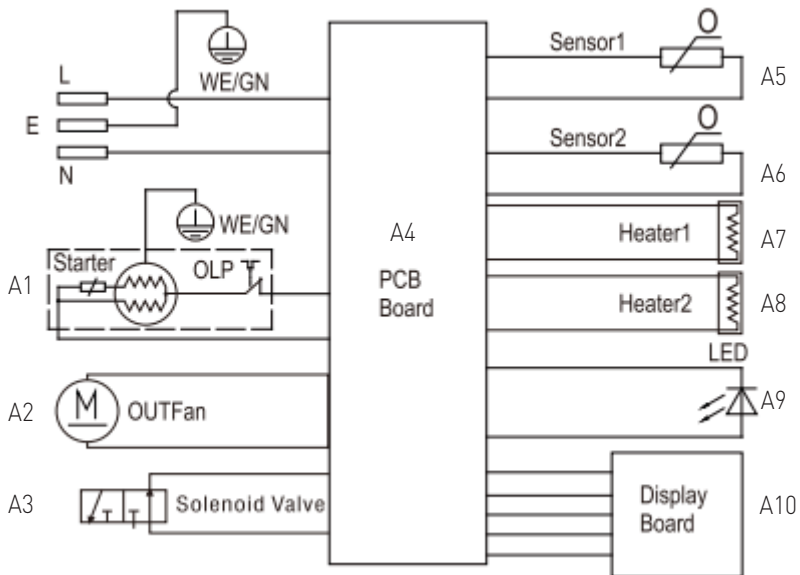 L
WE/GN
E
N
WE/GN
A1
Starter
OLP
A2
M
OUTFan
A3
Solenoid Valve
A4
PCB
Board
Sensor1
O
A5
Sensor2
O
A6
Heater1
A7
Heater2
A8
LED
A9
Display
Board
A10